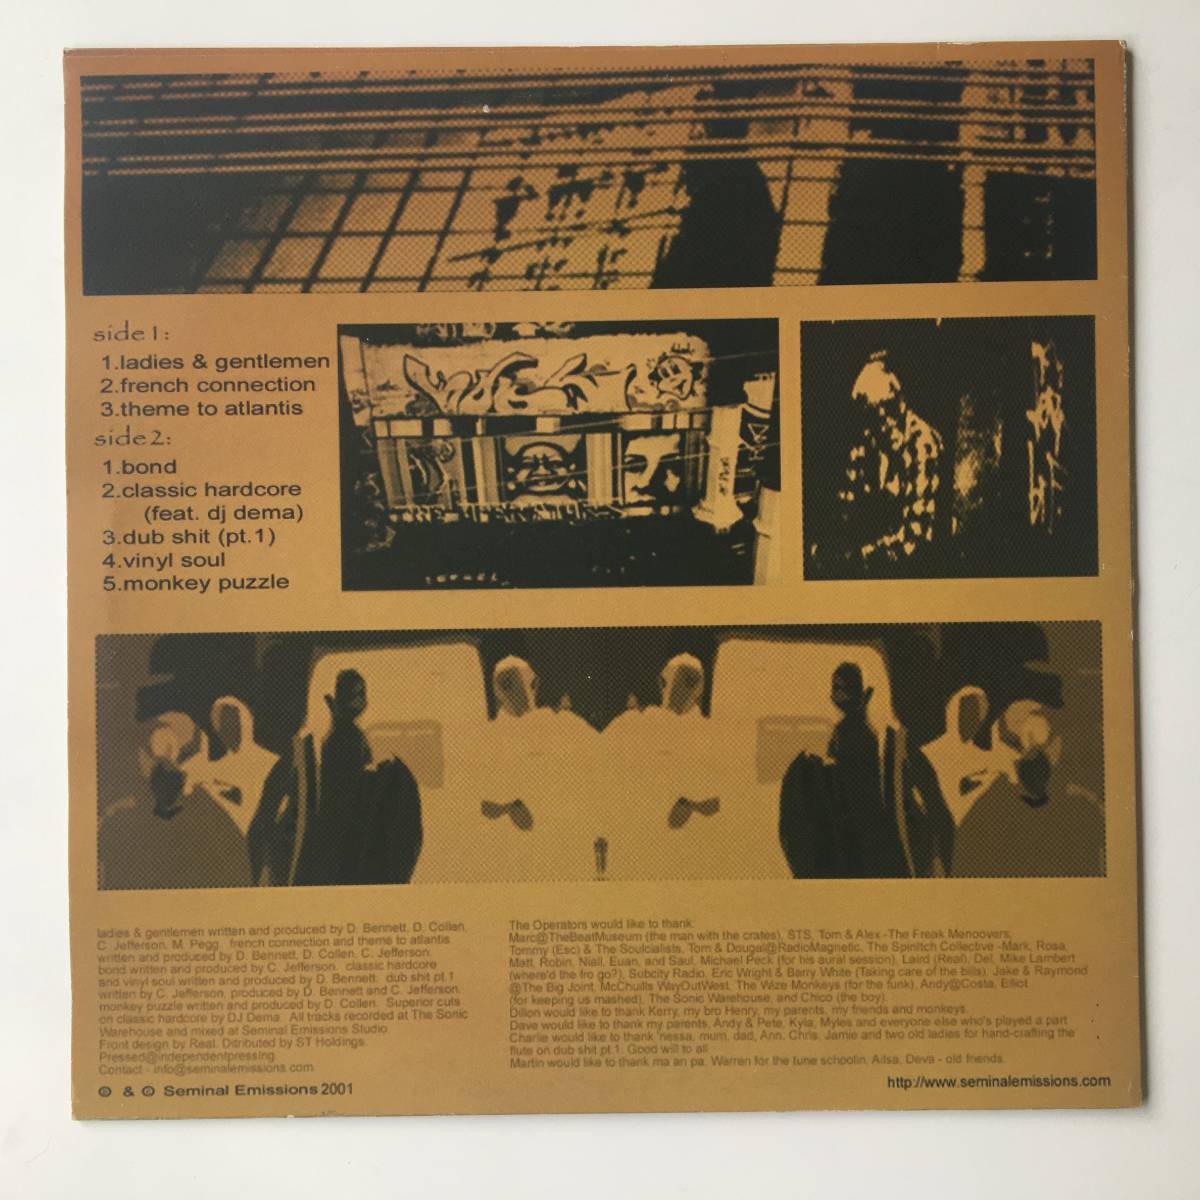 side 1:
1.ladies & gentlemen
2.french connection
3.theme to atlantis
side 2:
1.bond
2.classic hardcore
(feat. dj dema)
3.dub shit (pt.1)
4.vinyl soul
5.monkey puzzle
ladies & gentlemen written and produced by D. Bennett, D. Collen,
C. Jefferson, M. Pegg. french connection and theme to atlantis
written and produced by D. Bennett, D. Collen, C. Jefferson.
bond written and produced by C. Jefferson. classic hardcore
and vinyl soul written and produced by D. Bennett. dub shit pt.1
written by C. Jefferson, produced by D. Bennett and C. Jefferson.
monkey puzzle written and produced by D. Collen. Superior cuts
on classic hardcore by DJ Dema. All tracks recorded at The Sonic
Warehouse and mixed at Seminal Emissions Studio.
Front design by Real. Ditributed by ST Holdings.
Pressed@independentpressing
Contact - info@seminalemissions.com
℗ & © Seminal Emissions 2001
The Operators would like to thank:
Marc@TheBeatMuseum (the man with the crates), STS, Tom & Alex -The Freak Menoovers,
Tommy (Esc) & The Soulcialists, Tom & Dougal@RadioMagnetic, The Spinltch Collective -Mark, Rosa,
Matt, Robin, Niall, Euan, and Saul, Michael Peck (for his aural session), Laird (Real), Del, Mike Lambert
(where'd the fro go?), Subcity Radio, Eric Wright & Barry White (Taking care of the bills), Jake & Raymond
@The Big Joint, McChuills WayOutWest, The Wize Monkeys (for the funk), Andy@Costa, Elliot
(for keeping us mashed), The Sonic Warehouse, and Chico (the boy).
Dillon would like to thank Kerry, my bro Henry, my parents, my friends and monkeys.
Dave would like to thank my parents, Andy & Pete, Kyla, Myles and everyone else who's played a part
Charlie would like to thank 'nessa, mum, dad, Ann, Chris, Jamie and two old ladies for hand-crafting the
flute on dub shit pt.1. Good will to all
Martin would like to thank ma an pa, Warren for the tune schoolin, Ailsa, Deva - old friends.
http://www.seminalemissions.com